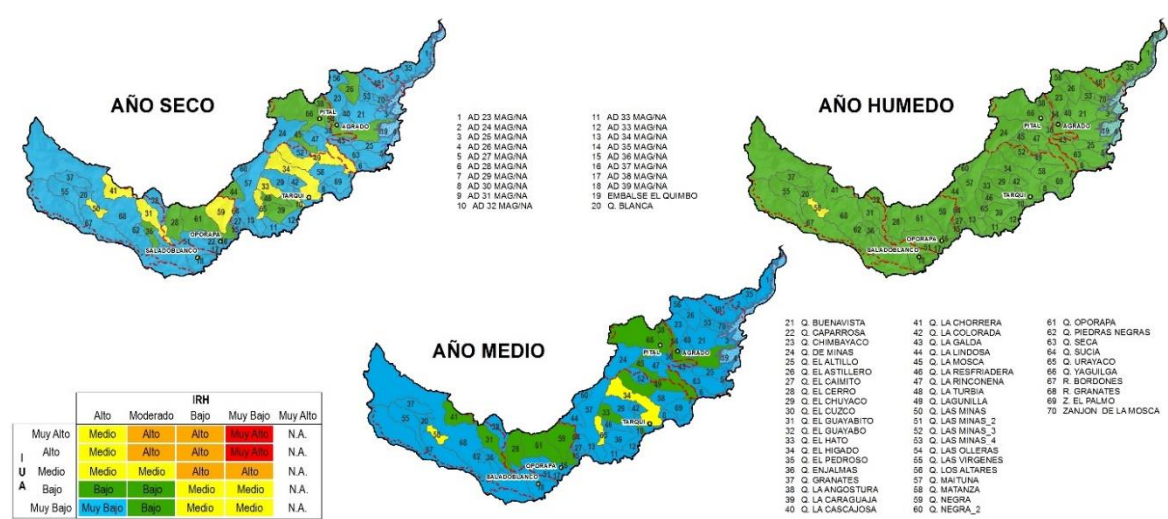 AÑO SECO
AÑO HUMEDO
AÑO MEDIO
PITAL
AGRADO
TARQUI
OPORAPA
SALADOBLANCO
1 AD 23 MAG/NA
2 AD 24 MAG/NA
3 AD 25 MAG/NA
4 AD 26 MAG/NA
5 AD 27 MAG/NA
6 AD 28 MAG/NA
7 AD 29 MAG/NA
8 AD 30 MAG/NA
9 AD 31 MAG/NA
10 AD 32 MAG/NA
11 AD 33 MAG/NA
12 AD 33 MAG/NA
13 AD 34 MAG/NA
14 AD 35 MAG/NA
15 AD 36 MAG/NA
16 AD 37 MAG/NA
17 AD 38 MAG/NA
18 AD 39 MAG/NA
19 EMBALSE EL QUIMBO
20 Q. BLANCA
PITAL
AGRADO
TARQUI
OPORAPA
SALADOBLANCO
PITAL
AGRADO
TARQUI
OPORAPA
SALADOBLANCO
21 Q. BUENAVISTA
22 Q. CAPARROSA
23 Q. CHIMBAYACO
24 Q. DE MINAS
25 Q. EL ALTILLO
26 Q. EL ASTILLERO
27 Q. EL CAIMITO
28 Q. EL CERRO
29 Q. EL CHUYACO
30 Q. EL CUZCO
31 Q. EL GUAYABITO
32 Q. EL GUAYABO
33 Q. EL HATO
34 Q. EL HIGADO
35 Q. EL PEDROSO
36 Q. ENJALMAS
37 Q. GRANATES
38 Q. LA ANGOSTURA
39 Q. LA CARAGUAJA
40 Q. LA CASCAJOSA
41 Q. LA CHORRERA
42 Q. LA COLORADA
43 Q. LA GALDA
44 Q. LA LINDOSA
45 Q. LA MOSCA
46 Q. LA RESFRIADERA
47 Q. LA RINCONENA
48 Q. LA TURBIA
49 Q. LAGUNILLA
50 Q. LAS MINAS
51 Q. LAS MINAS_2
52 Q. LAS MINAS_3
53 Q. LAS MINAS_4
54 Q. LAS OLLERAS
55 Q. LAS VIRGENES
56 Q. LOS ALTARES
57 Q. MAITUNA
58 Q. MATANZA
59 Q. NEGRA
60 Q. NEGRA_2
61 Q. OPORAPA
62 Q. PIEDRAS NEGRAS
63 Q. SECA
64 Q. SUCIA
65 Q. URAYACO
66 Q. YAGUILGA
67 R. BORDONES
68 R. GRANATES
69 Z. EL PALMO
70 ZANJON DE LA MOSCA
IRH
Alto Moderado Bajo Muy Bajo Muy Alto
I U A
Muy Alto Medio Alto Alto Muy Alto N.A.
Alto Medio Alto Alto Muy Alto N.A.
Medio Medio Medio Alto Alto N.A.
Bajo Bajo Bajo Medio Medio N.A.
Muy Bajo Muy Bajo Bajo Medio Medio N.A.